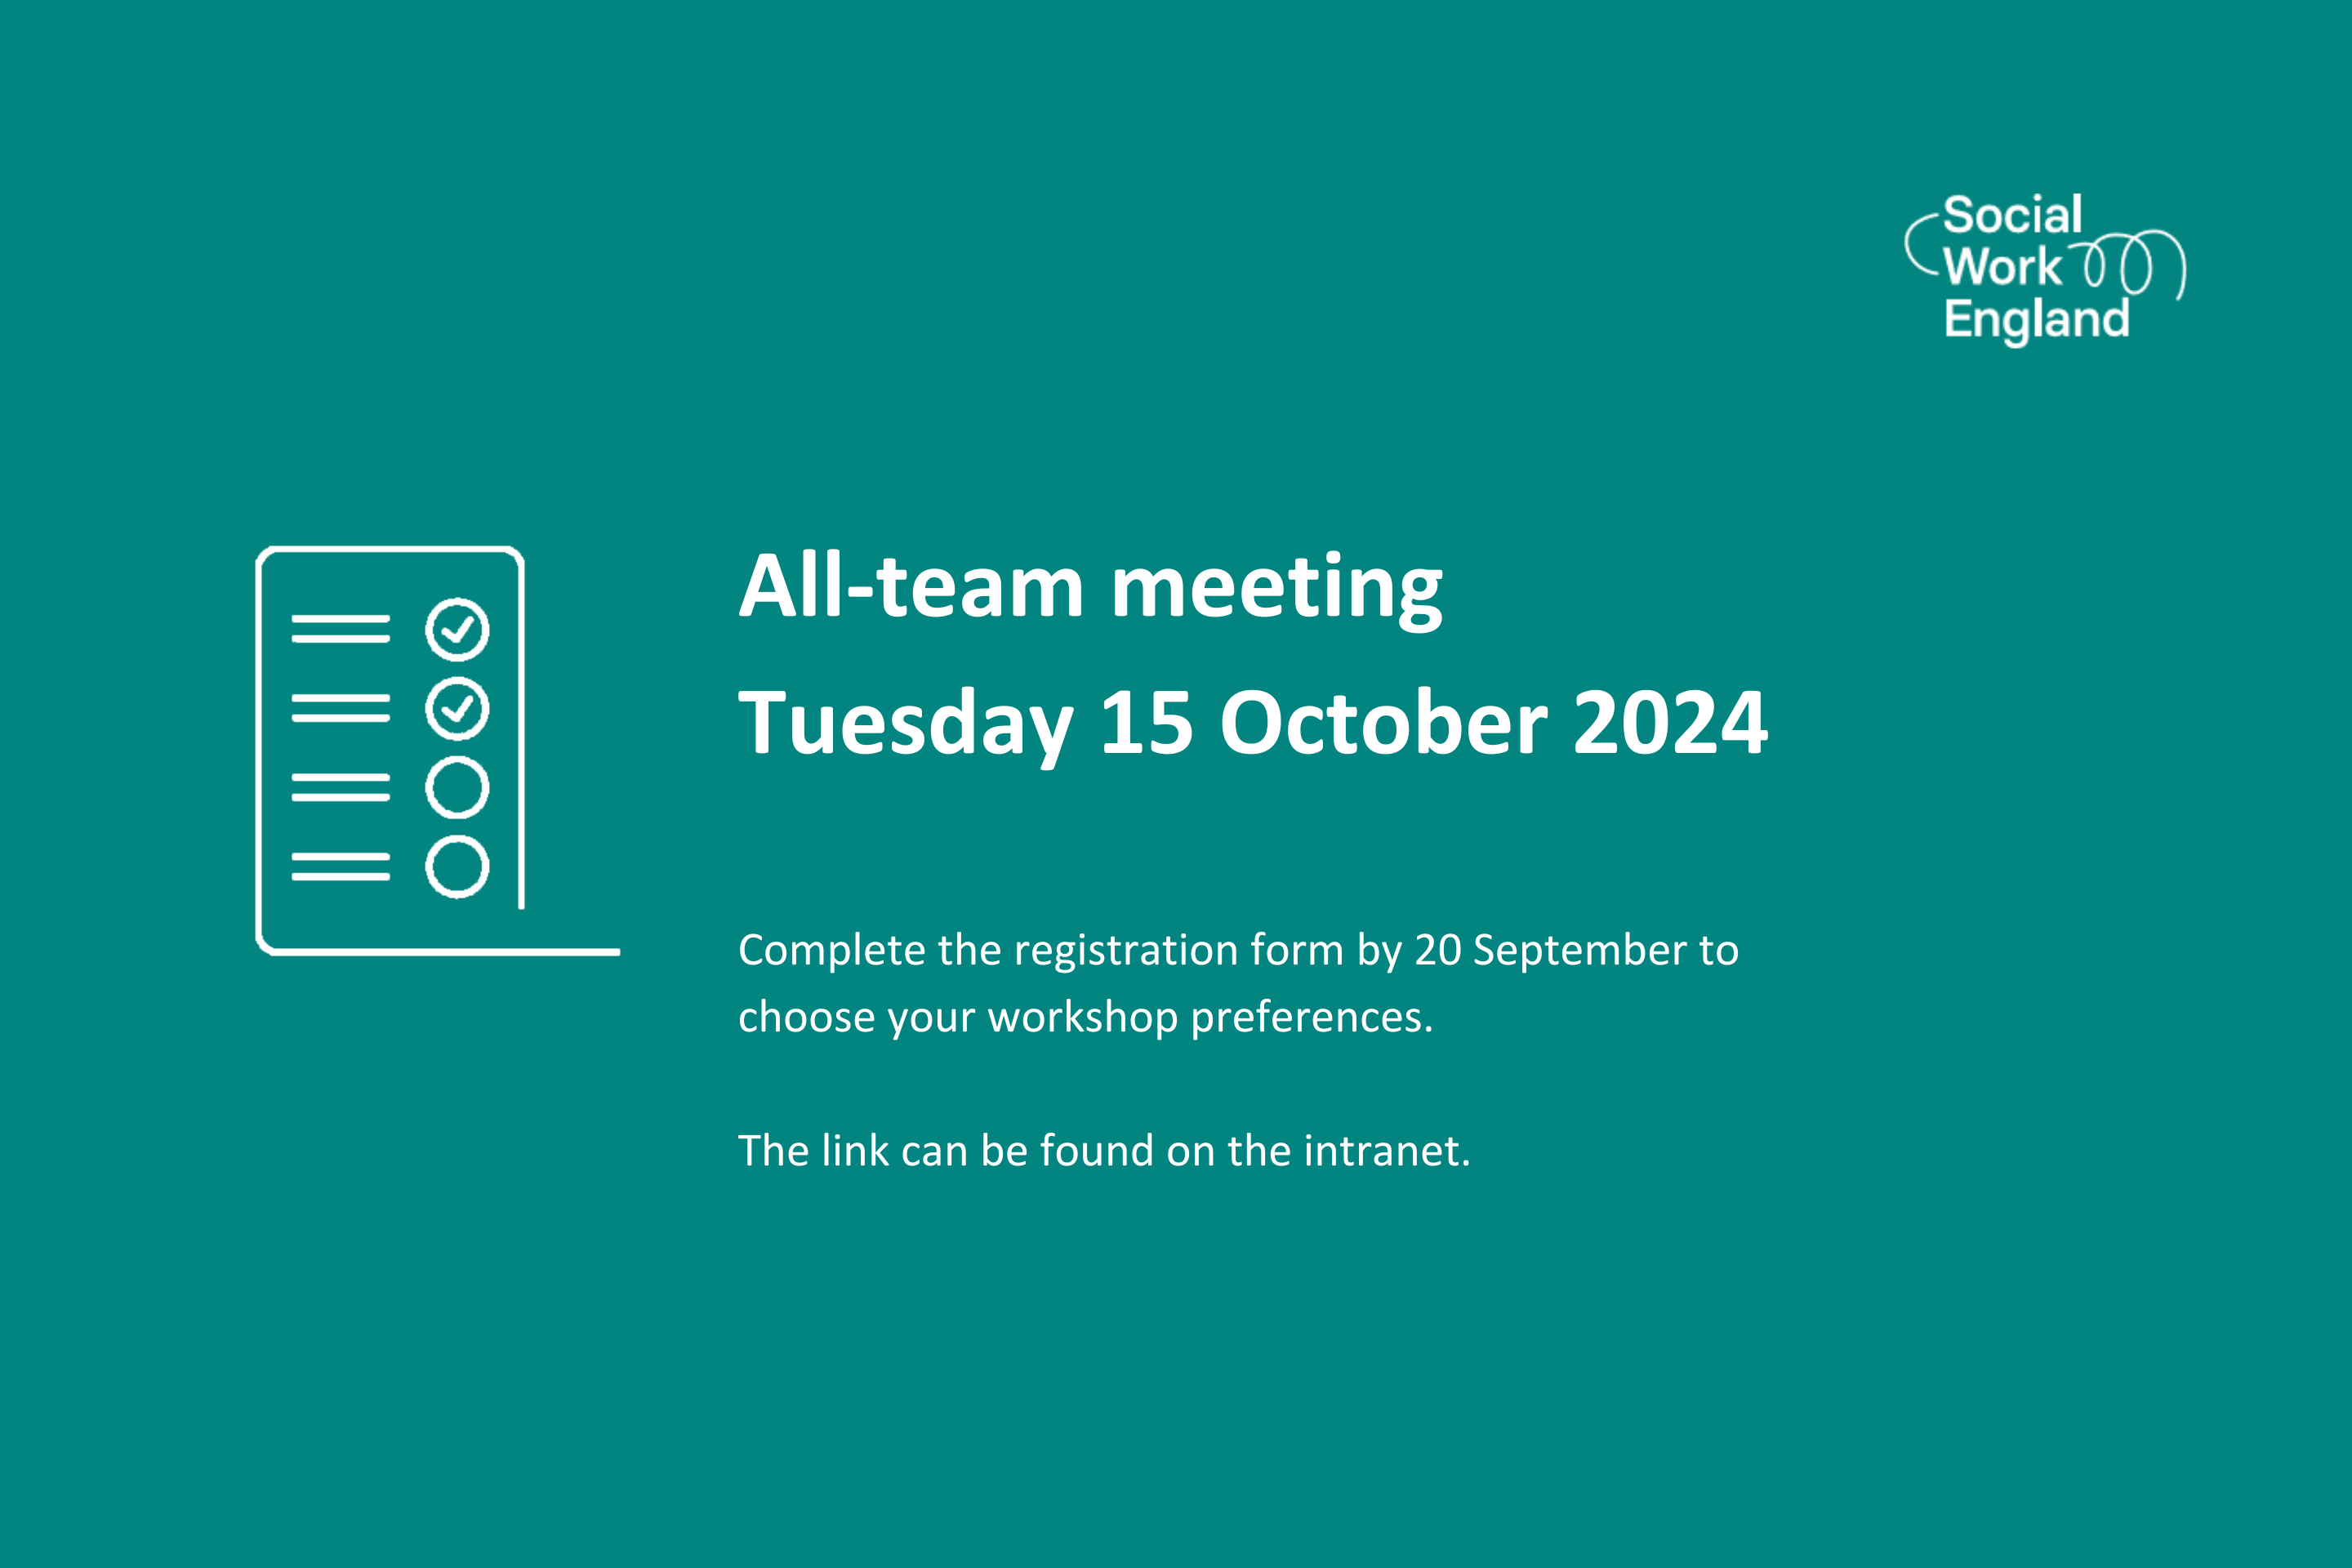 Social
Work
England
All-team meeting
Tuesday 15 October 2024
Complete the registration form by 20 September to
choose your workshop preferences.
The link can be found on the intranet.